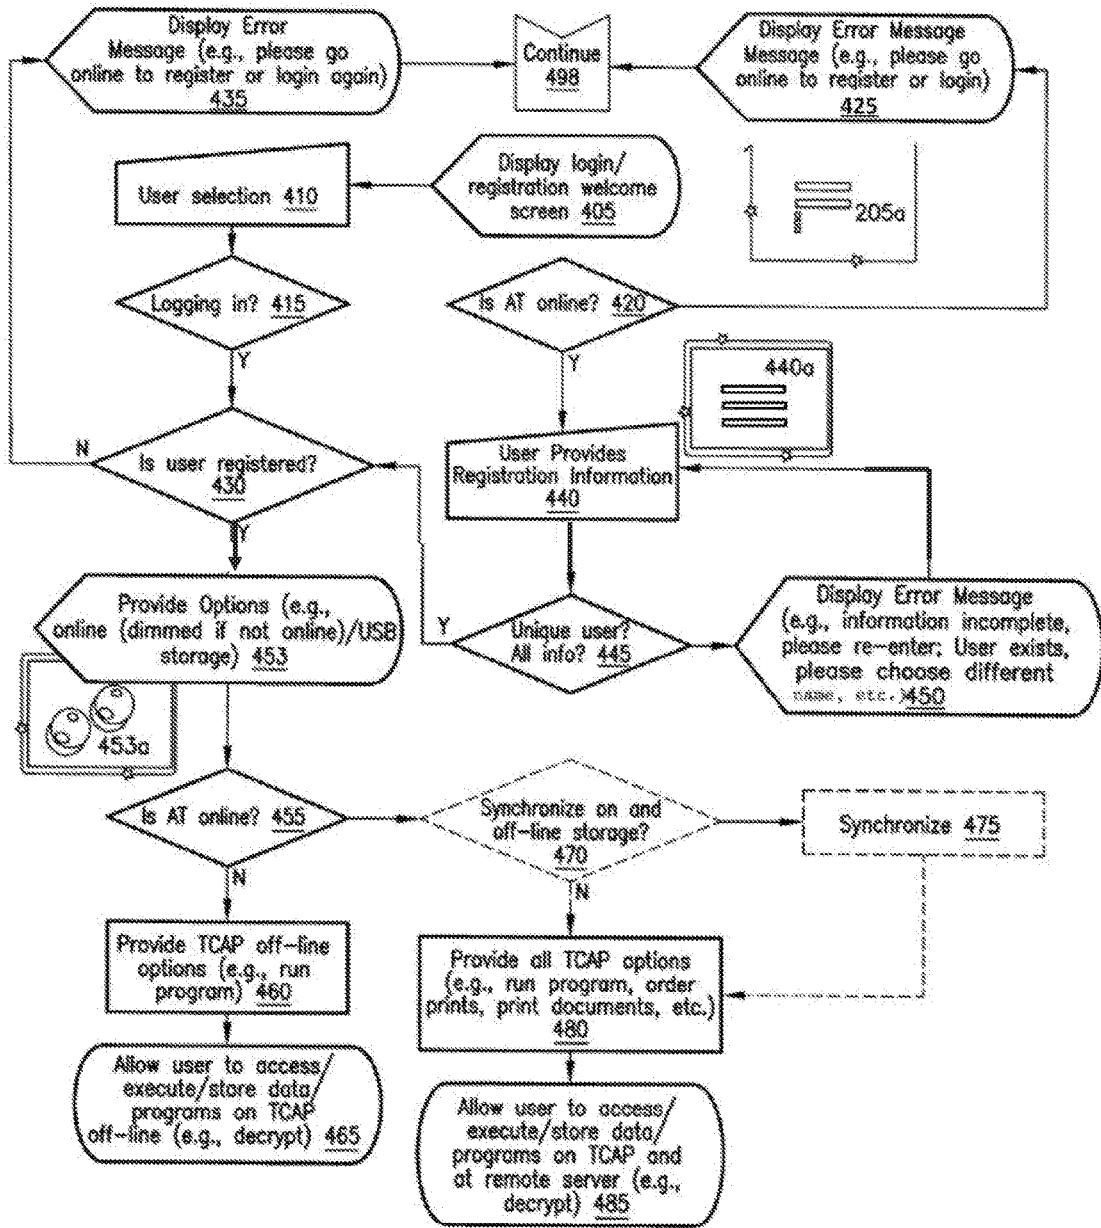 Display Error
Message (e.g., please go
online to register or login again)
435
Continue
498
Display Error Message
Message (e.g., please go
online to register or login)
425
User selection 410
Display login/
registration welcome
screen 405
205a
Logging in? 415
Is AT online? 420
Y
Y
440a
N
Is user registered?
430
User Provides
Registration Information
440
Y
Provide Options (e.g.,
online (dimmed if not online)/USB
storage) 453
Y
Unique user?
All info? 445
Display Error Message
(e.g., information incomplete,
please re-enter; User exists,
please choose different
name, etc.)450
453a
Is AT online? 455
Synchronize on and
off-line storage?
470
Synchronize 475
N
N
Provide TCAP off-line
options (e.g., run
program) 460
Provide all TCAP options
(e.g., run program, order
prints, print documents, etc.)
480
Allow user to access/
execute/store data/
programs on TCAP
off-line (e.g., decrypt) 465
Allow user to access/
execute/store data/
programs on TCAP and
at remote server (e.g.,
decrypt) 485